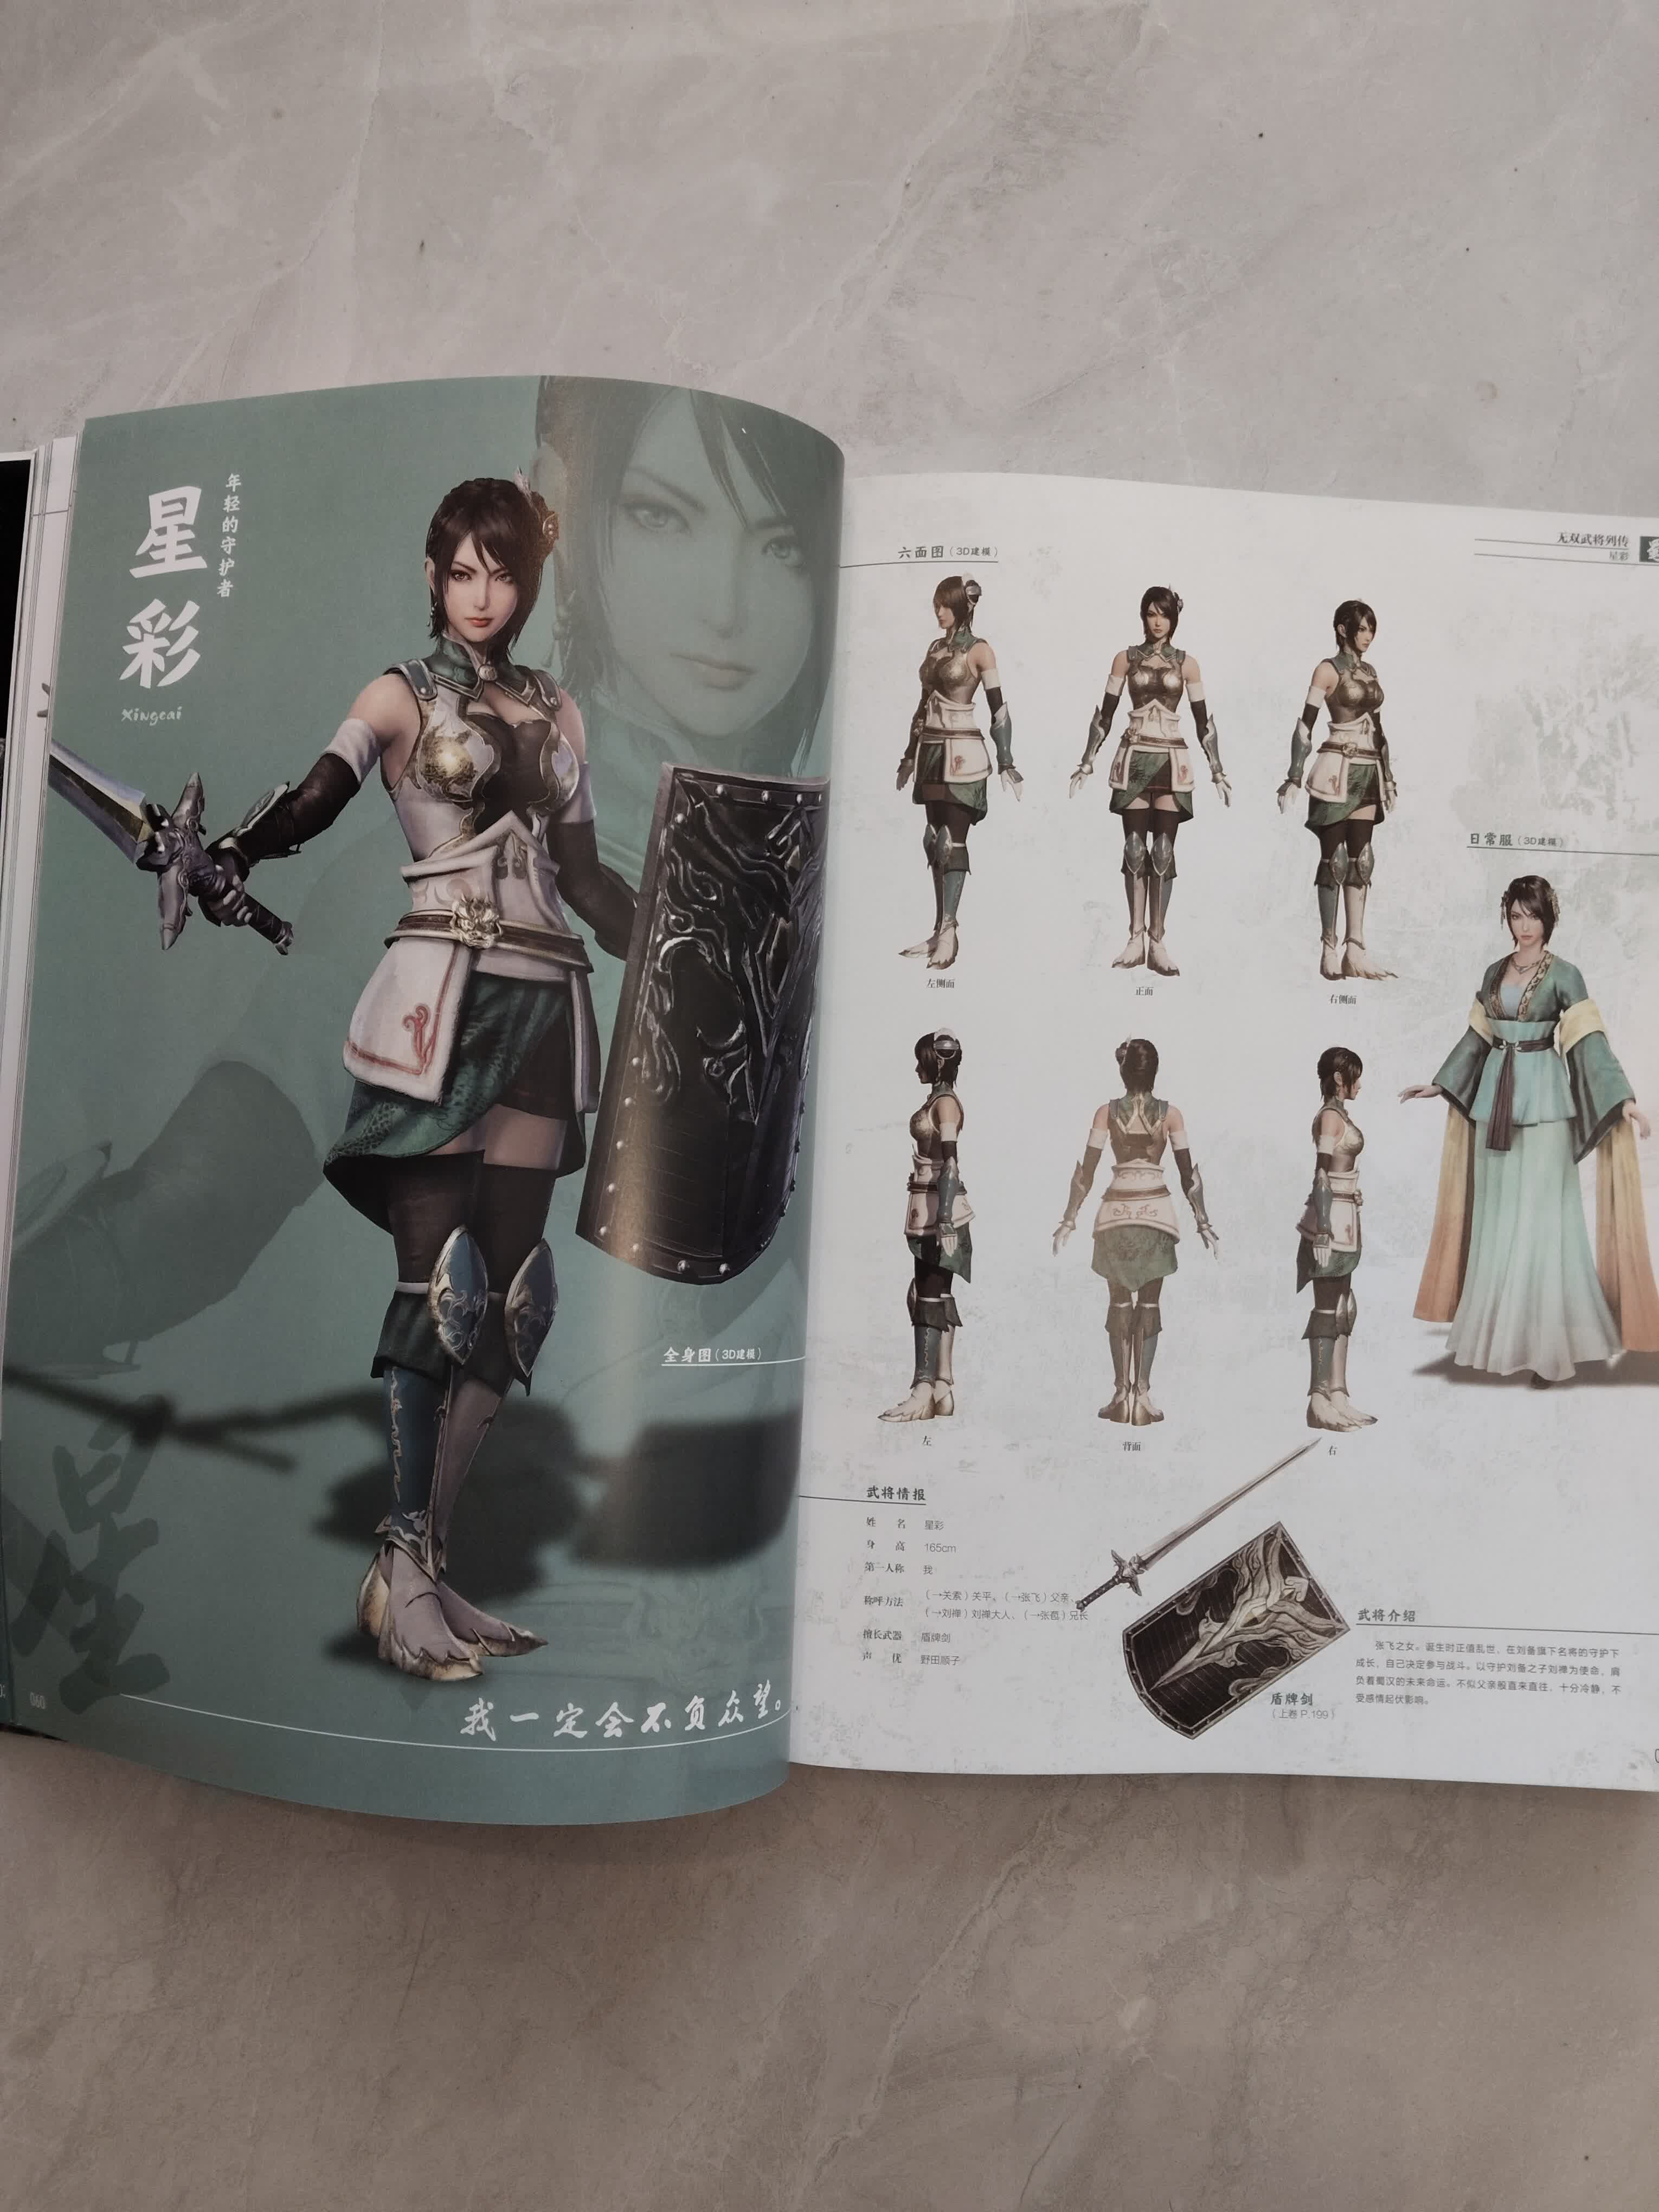 年轻的守护者
星彩
Xingcai
全身图（3D建模）
我一定会不负众望。
060
无双武将列传
星彩
六面图（3D建模）
左侧面
正面
右侧面
日常服（3D建模）
左
背面
右
武将情报
姓 名 星彩
身 高 165cm
第一人称 我
称呼方法 （→关索）关平、（→张飞）父亲、
（→刘禅）刘禅大人、（→张苞）兄长
擅长武器 盾牌剑
声 优 野田顺子
盾牌剑
（上卷 P.199）
武将介绍
张飞之女。诞生时正值乱世，在刘备旗下名将的守护下
成长，自己决定参与战斗。以守护刘备之子刘禅为使命，肩
负着蜀汉的未来命运。不似父亲般直来直往，十分冷静，不
受感情起伏影响。